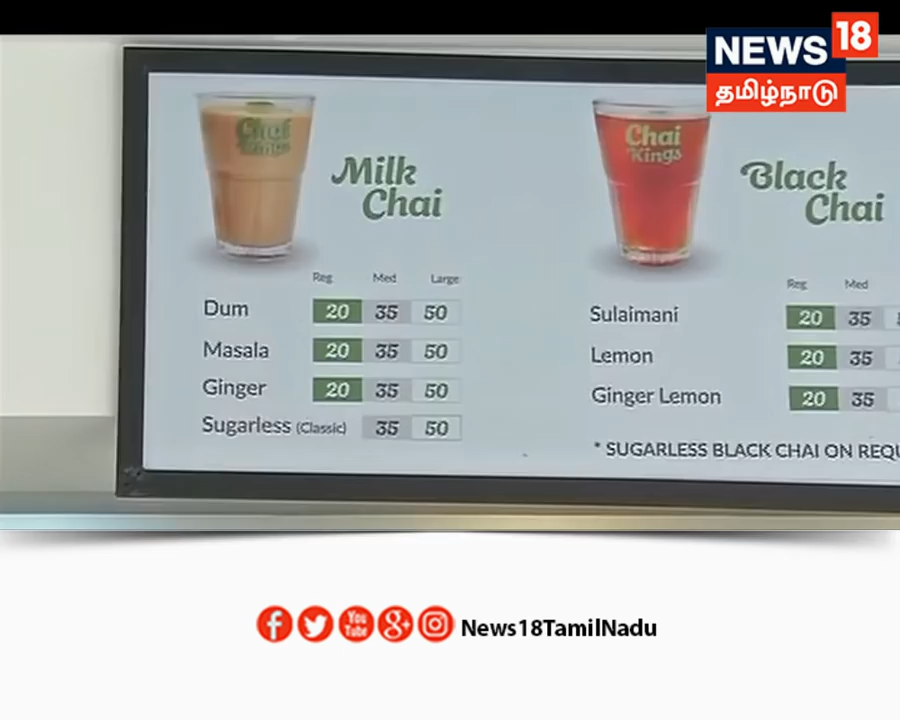 NEWS 18
தமிழ்நாடு
Chai
Kings
Milk
Chai
Chai
Kings
Black
Chai
Reg Med Large
Dum 20 35 50
Masala 20 35 50
Ginger 20 35 50
Sugarless (Classic) 35 50
Reg Med
Sulaimani 20 35
Lemon 20 35
Ginger Lemon 20 35
* SUGARLESS BLACK CHAI ON
You
Tube
News18TamilNadu